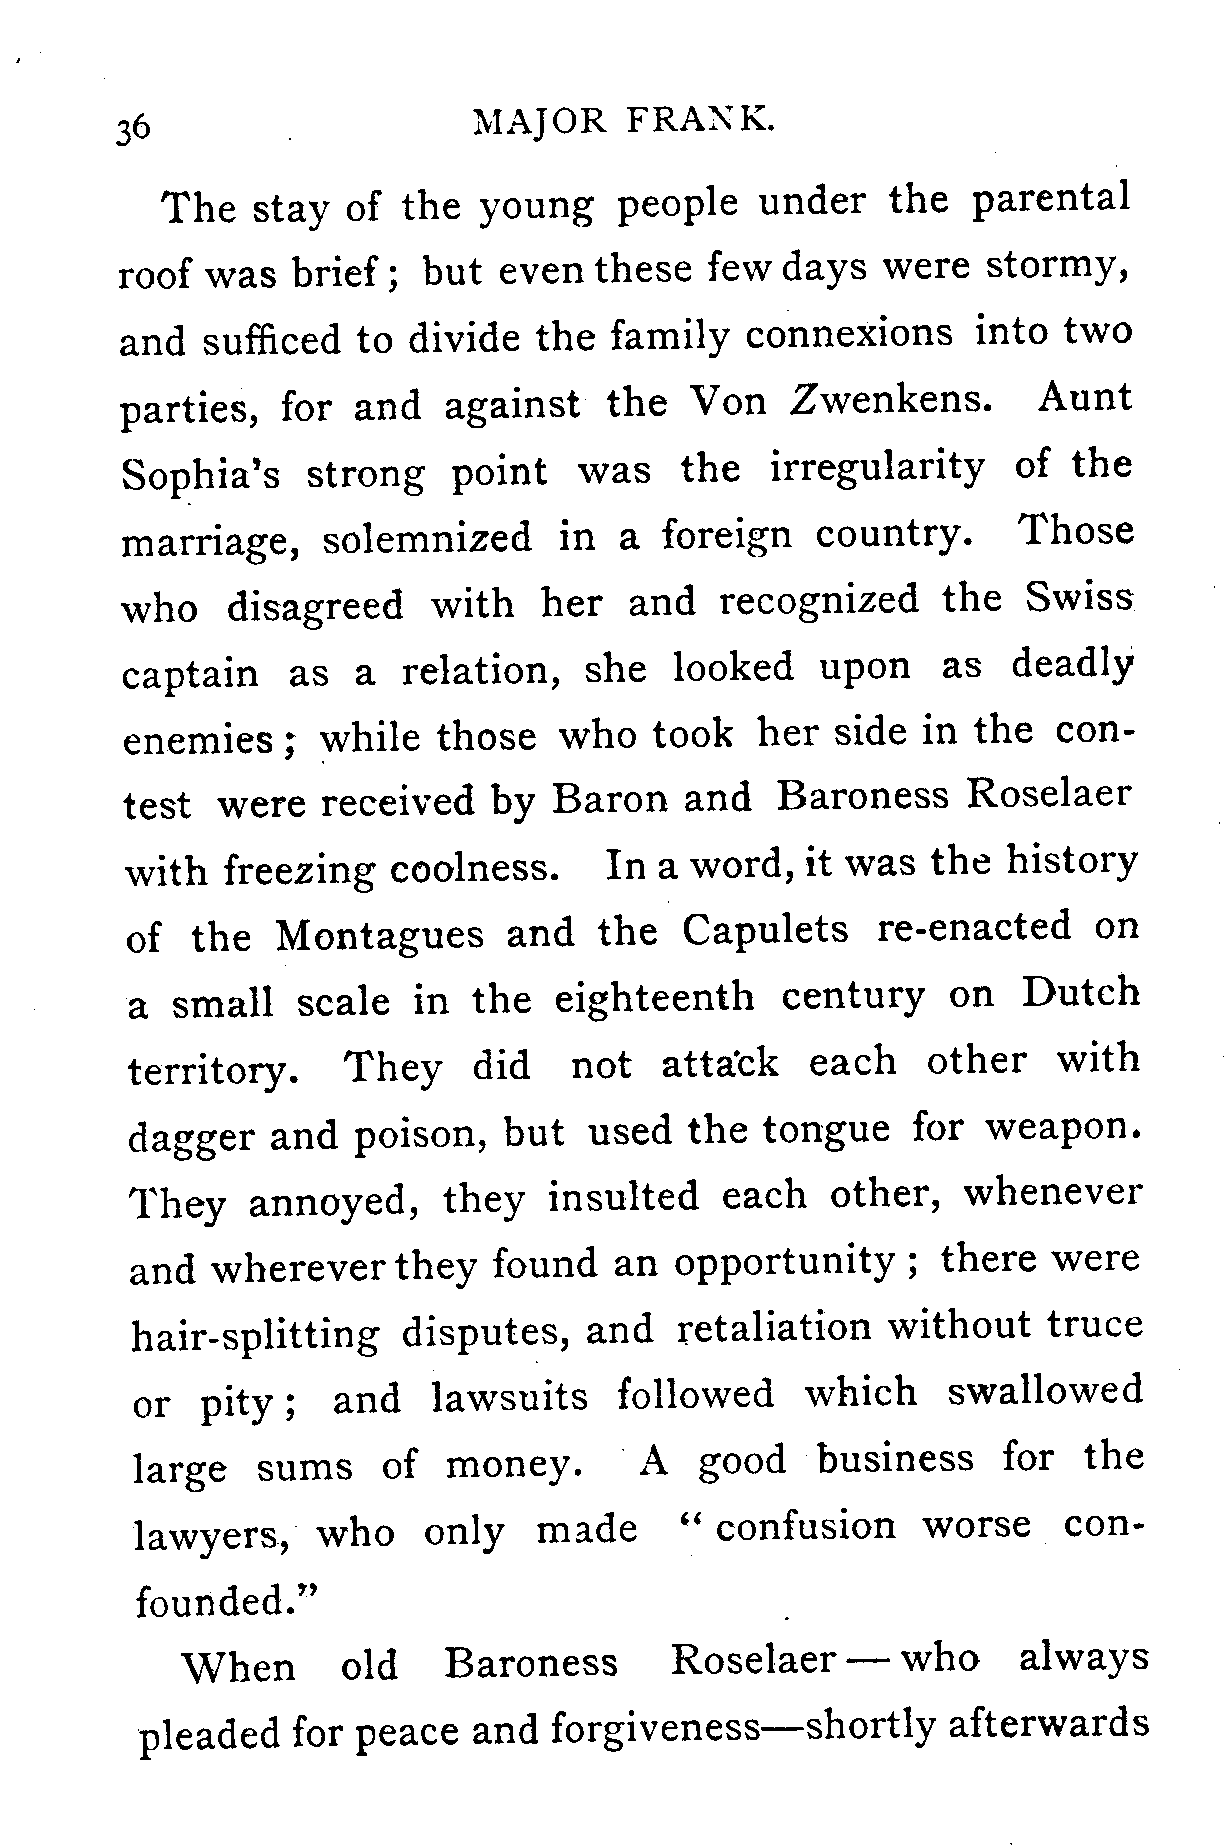 36 MAJOR FRANK.
The stay of the young people under the parental
roof was brief ; but even these few days were stormy,
and sufficed to divide the family connexions into two
parties, for and against the Von Zwenkens. Aunt
Sophia's strong point was the irregularity of the
marriage, solemnized in a foreign country. Those
who disagreed with her and recognized the Swiss
captain as a relation, she looked upon as deadly
enemies ; while those who took her side in the con-
test were received by Baron and Baroness Roselaer
with freezing coolness. In a word, it was the history
of the Montagues and the Capulets re-enacted on
a small scale in the eighteenth century on Dutch
territory. They did not attack each other with
dagger and poison, but used the tongue for weapon.
They annoyed, they insulted each other, whenever
and wherever they found an opportunity ; there were
hair-splitting disputes, and retaliation without truce
or pity ; and lawsuits followed which swallowed
large sums of money. A good business for the
lawyers, who only made “ confusion worse con-
founded.”
When old Baroness Roselaer — who always
pleaded for peace and forgiveness—shortly afterwards